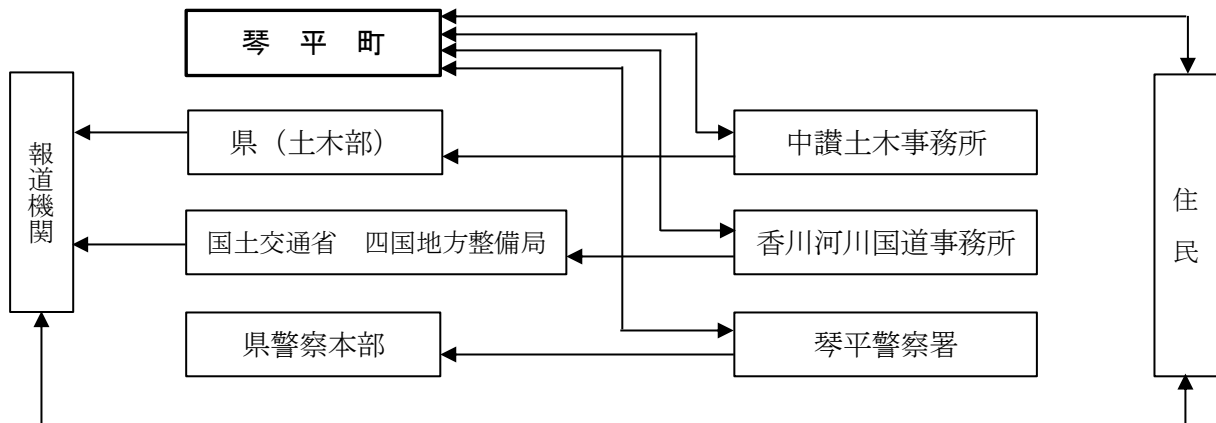 琴　平　町
報道機関
県（土木部）
中讃土木事務所
住民
国土交通省　四国地方整備局
香川河川国道事務所
県警察本部
琴平警察署